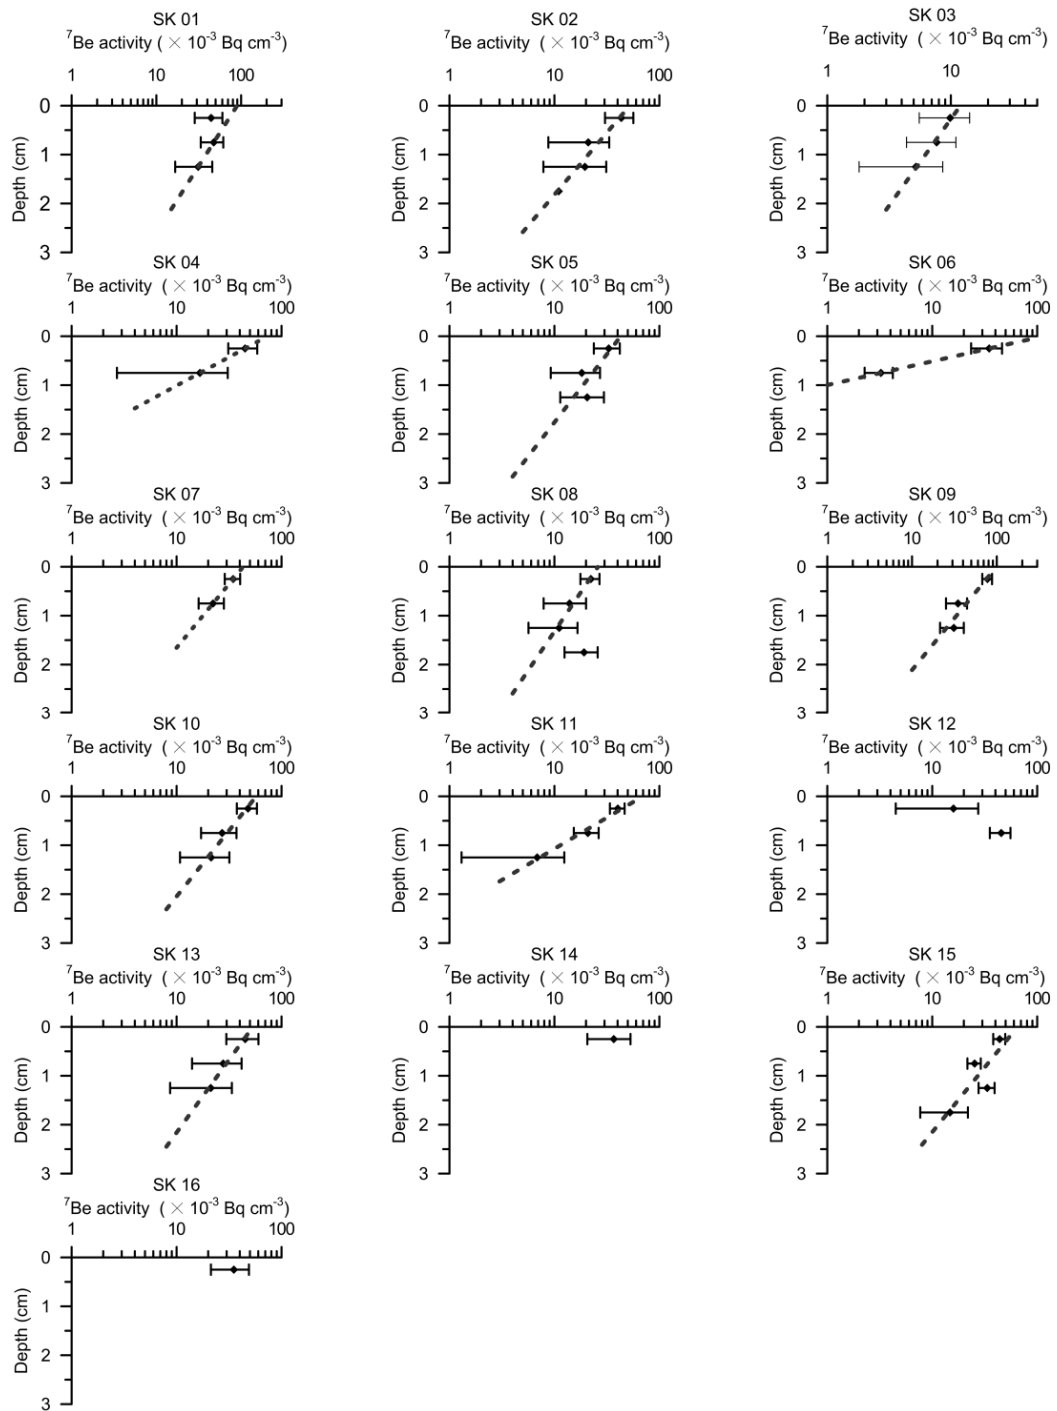 SK 01 SK 02 SK 03
⁷Be activity ( × 10⁻³ Bq cm⁻³) ⁷Be activity ( × 10⁻³ Bq cm⁻³) ⁷Be activity ( × 10⁻³ Bq cm⁻³)
1 10 100 1 10 100 1 10
0 0 0
1 1 1
2 2 2
3 3 3
Depth (cm) Depth (cm) Depth (cm)
SK 04 SK 05 SK 06
⁷Be activity ( × 10⁻³ Bq cm⁻³) ⁷Be activity ( × 10⁻³ Bq cm⁻³) ⁷Be activity ( × 10⁻³ Bq cm⁻³)
1 10 100 1 10 100 1 10 100
0 0 0
1 1 1
2 2 2
3 3 3
Depth (cm) Depth (cm) Depth (cm)
SK 07 SK 08 SK 09
⁷Be activity ( × 10⁻³ Bq cm⁻³) ⁷Be activity ( × 10⁻³ Bq cm⁻³) ⁷Be activity ( × 10⁻³ Bq cm⁻³)
1 10 100 1 10 100 1 10 100
0 0 0
1 1 1
2 2 2
3 3 3
Depth (cm) Depth (cm) Depth (cm)
SK 10 SK 11 SK 12
⁷Be activity ( × 10⁻³ Bq cm⁻³) ⁷Be activity ( × 10⁻³ Bq cm⁻³) ⁷Be activity ( × 10⁻³ Bq cm⁻³)
1 10 100 1 10 100 1 10 100
0 0 0
1 1 1
2 2 2
3 3 3
Depth (cm) Depth (cm) Depth (cm)
SK 13 SK 14 SK 15
⁷Be activity ( × 10⁻³ Bq cm⁻³) ⁷Be activity ( × 10⁻³ Bq cm⁻³) ⁷Be activity ( × 10⁻³ Bq cm⁻³)
1 10 100 1 10 100 1 10 100
0 0 0
1 1 1
2 2 2
3 3 3
Depth (cm) Depth (cm) Depth (cm)
SK 16
⁷Be activity ( × 10⁻³ Bq cm⁻³)
1 10 100
0
1
2
3
Depth (cm)